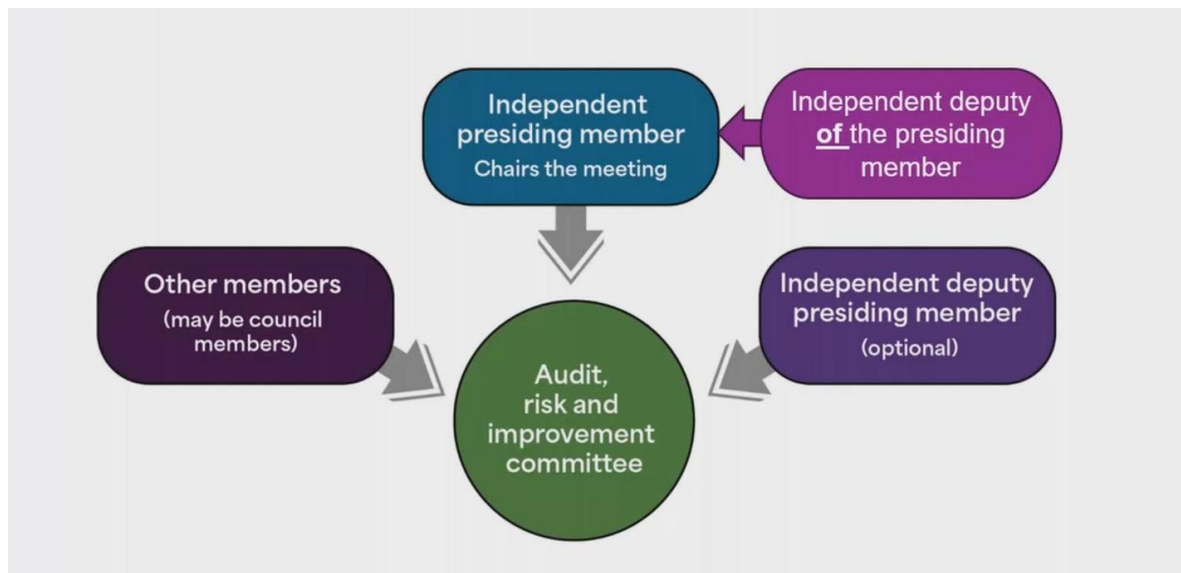 Independent
presiding member
Chairs the meeting
Independent deputy
of the presiding
member
Other members
(may be council
members)
Independent deputy
presiding member
(optional)
Audit,
risk and
improvement
committee